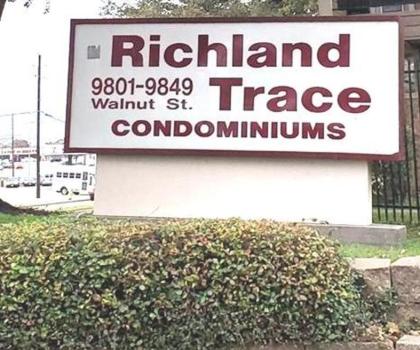 Richland
9801-9849
Walnut St.
Trace
CONDOMINIUMS